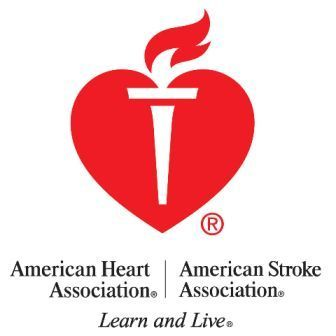 ®
American Heart Association® | American Stroke Association®
Learn and Live®